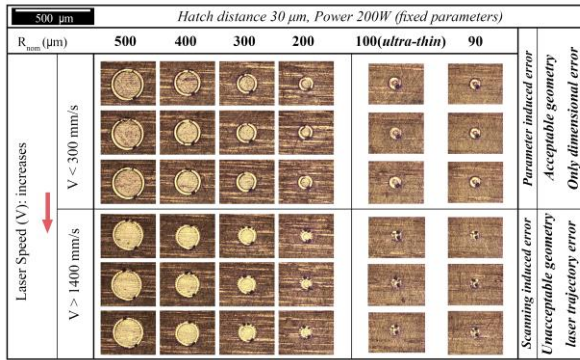 500 μm
Hatch distance 30 μm, Power 200W (fixed parameters)
Rnom (μm)
500 400 300 200 100(ultra-thin) 90
Laser Speed (V): increases
V < 300 mm/s
V > 1400 mm/s
Parameter induced error
Acceptable geometry
Only dimensional error
Scanning induced error
Unacceptable geometry
laser trajectory error